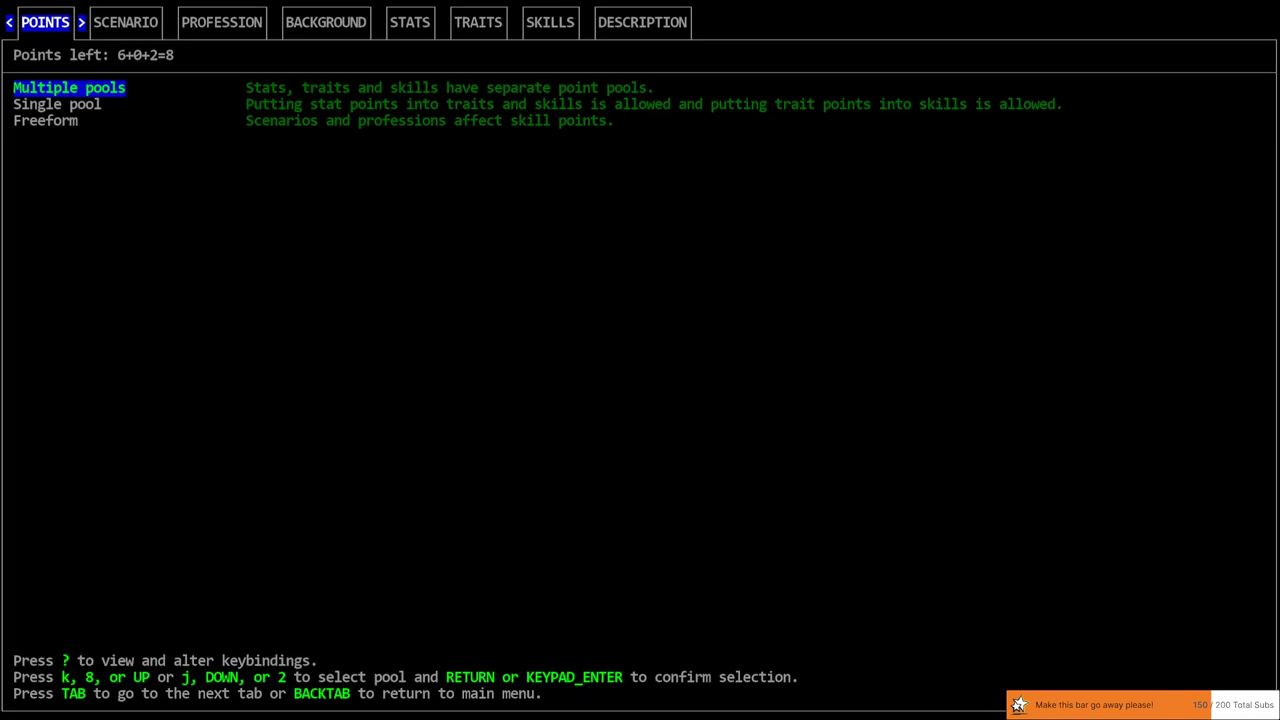 < POINTS > SCENARIO PROFESSION BACKGROUND STATS TRAITS SKILLS DESCRIPTION
Points left: 6+0+2=8
Multiple pools Stats, traits and skills have separate point pools.
Single pool Putting stat points into traits and skills is allowed and putting trait points into skills is allowed.
Freeform Scenarios and professions affect skill points.
Press ? to view and alter keybindings.
Press k, 8, or UP or j, DOWN, or 2 to select pool and RETURN or KEYPAD_ENTER to confirm selection.
Press TAB to go to the next tab or BACKTAB to return to main menu.
Make this bar go away please! 150 / 200 Total Subs